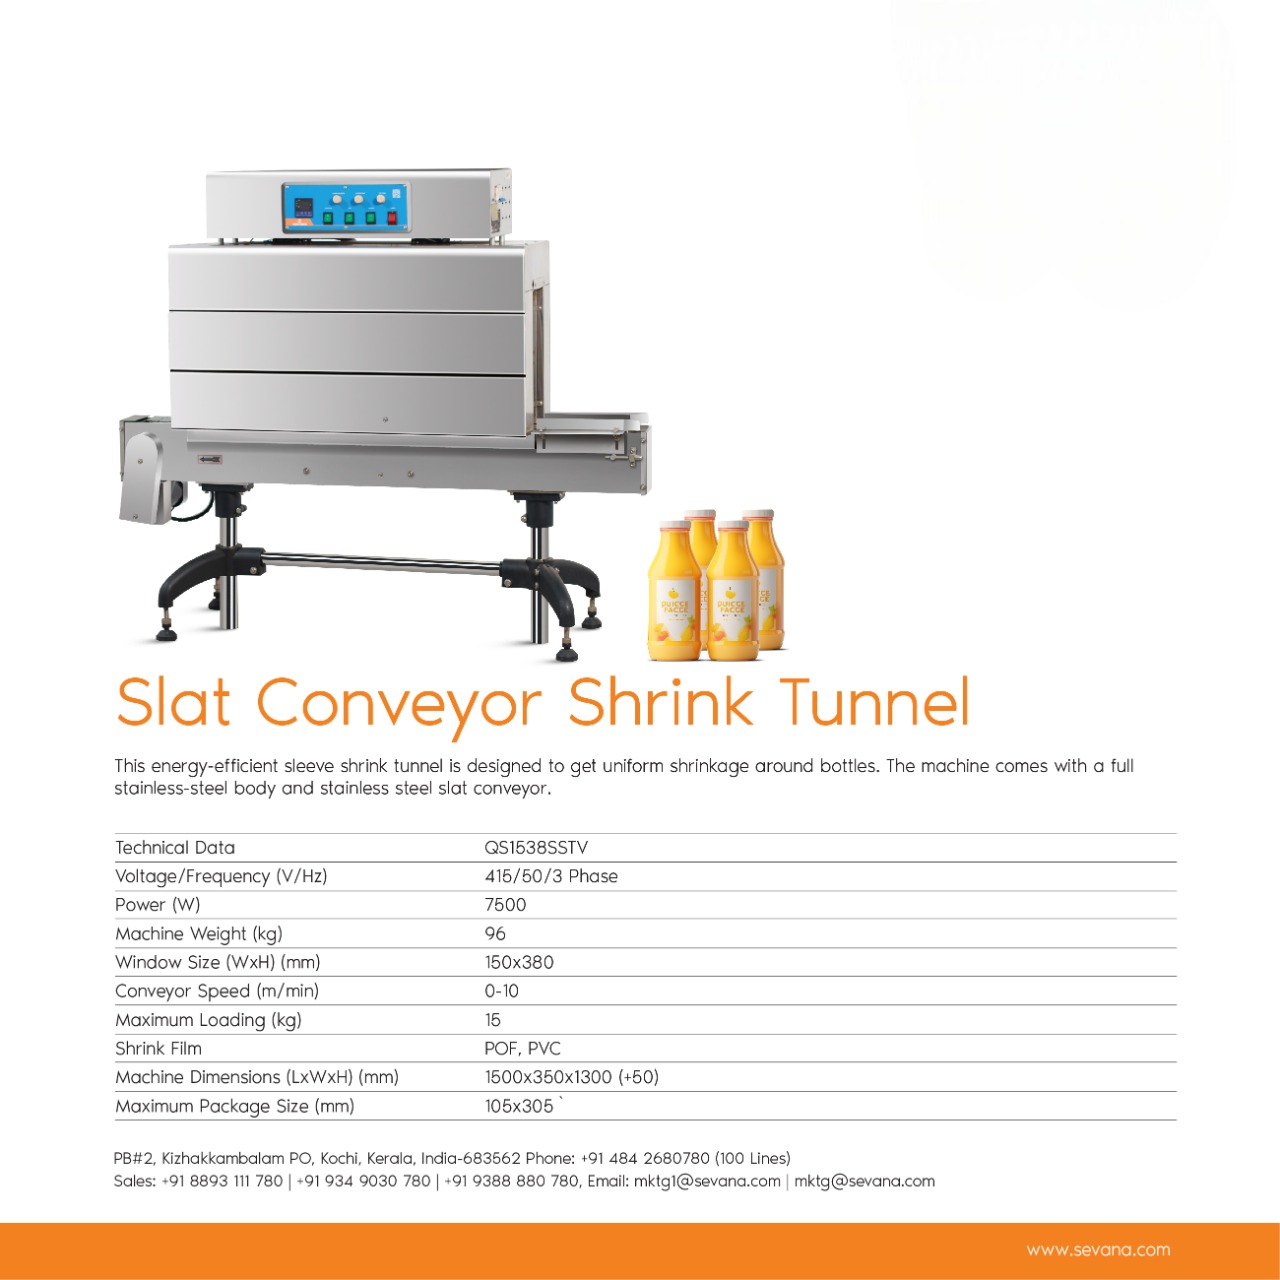 Slat Conveyor Shrink Tunnel
This energy-efficient sleeve shrink tunnel is designed to get uniform shrinkage around bottles. The machine comes with a full
stainless-steel body and stainless steel slat conveyor.
Technical Data QS1538SSTV
Voltage/Frequency (V/Hz) 415/50/3 Phase
Power (W) 7500
Machine Weight (kg) 96
Window Size (WxH) (mm) 150x380
Conveyor Speed (m/min) 0-10
Maximum Loading (kg) 15
Shrink Film POF, PVC
Machine Dimensions (LxWxH) (mm) 1500x350x1300 (+50)
Maximum Package Size (mm) 105x305 `
PB#2, Kizhakkambalam PO, Kochi, Kerala, India-683562 Phone: +91 484 2680780 (100 Lines)
Sales: +91 8893 111 780 | +91 934 9030 780 | +91 9388 880 780, Email: mktg1@sevana.com | mktg@sevana.com
www.sevana.com